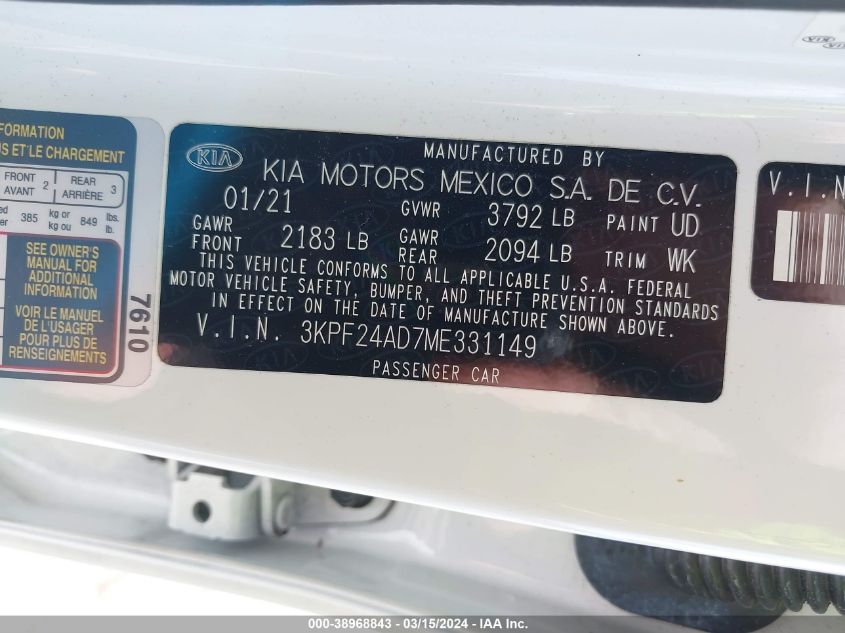 FORMATION
US ET LE CHARGEMENT
FRONT AVANT 2 REAR ARRIÈRE 3
385 kg or kg ou 849 lbs. lb.
SEE OWNER'S
MANUAL FOR
ADDITIONAL
INFORMATION
VOIR LE MANUEL
DE L'USAGER
POUR PLUS DE
RENSEIGNEMENTS
7610
MANUFACTURED BY
KIA KIA MOTORS MEXICO S.A. DE C.V.
01/21 GVWR 3792 LB PAINT UD
GAWR FRONT 2183 LB GAWR REAR 2094 LB TRIM WK
THIS VEHICLE CONFORMS TO ALL APPLICABLE U.S.A. FEDERAL
MOTOR VEHICLE SAFETY, BUMPER, AND THEFT PREVENTION STANDARDS
IN EFFECT ON THE DATE OF MANUFACTURE SHOWN ABOVE.
V.I.N. 3KPF24AD7ME331149
PASSENGER CAR
V.I.N
KIA
000-38968843 - 03/15/2024 - IAA Inc.